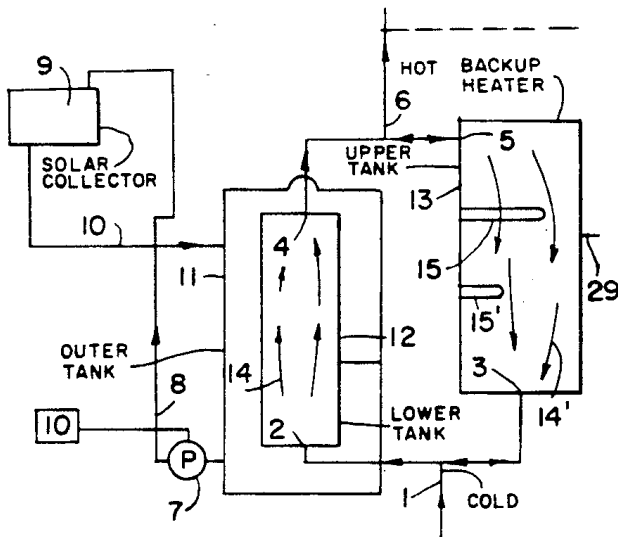 9
SOLAR
COLLECTOR
10
HOT
6
BACKUP
HEATER
UPPER
TANK
5
13
4
15
11
29
15'
12
OUTER
TANK
14
3
8
2
LOWER
TANK
14'
10
P
7
1
COLD